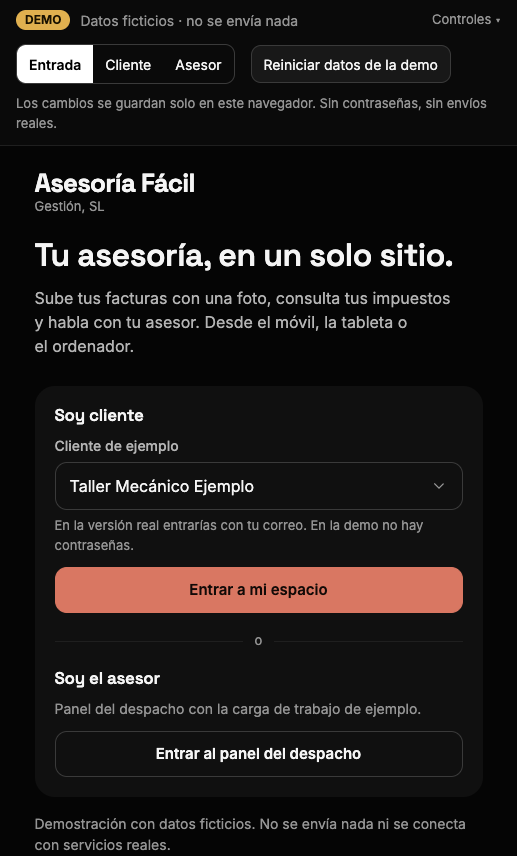 DEMO Datos ficticios · no se envía nada Controles ▾
Entrada Cliente Asesor Reiniciar datos de la demo
Los cambios se guardan solo en este navegador. Sin contraseñas, sin envíos
reales.
Asesoría Fácil
Gestión, SL
Tu asesoría, en un solo sitio.
Sube tus facturas con una foto, consulta tus impuestos
y habla con tu asesor. Desde el móvil, la tableta o
el ordenador.
Soy cliente
Cliente de ejemplo
Taller Mecánico Ejemplo
En la versión real entrarías con tu correo. En la demo no hay
contraseñas.
Entrar a mi espacio
o
Soy el asesor
Panel del despacho con la carga de trabajo de ejemplo.
Entrar al panel del despacho
Demostración con datos ficticios. No se envía nada ni se conecta
con servicios reales.